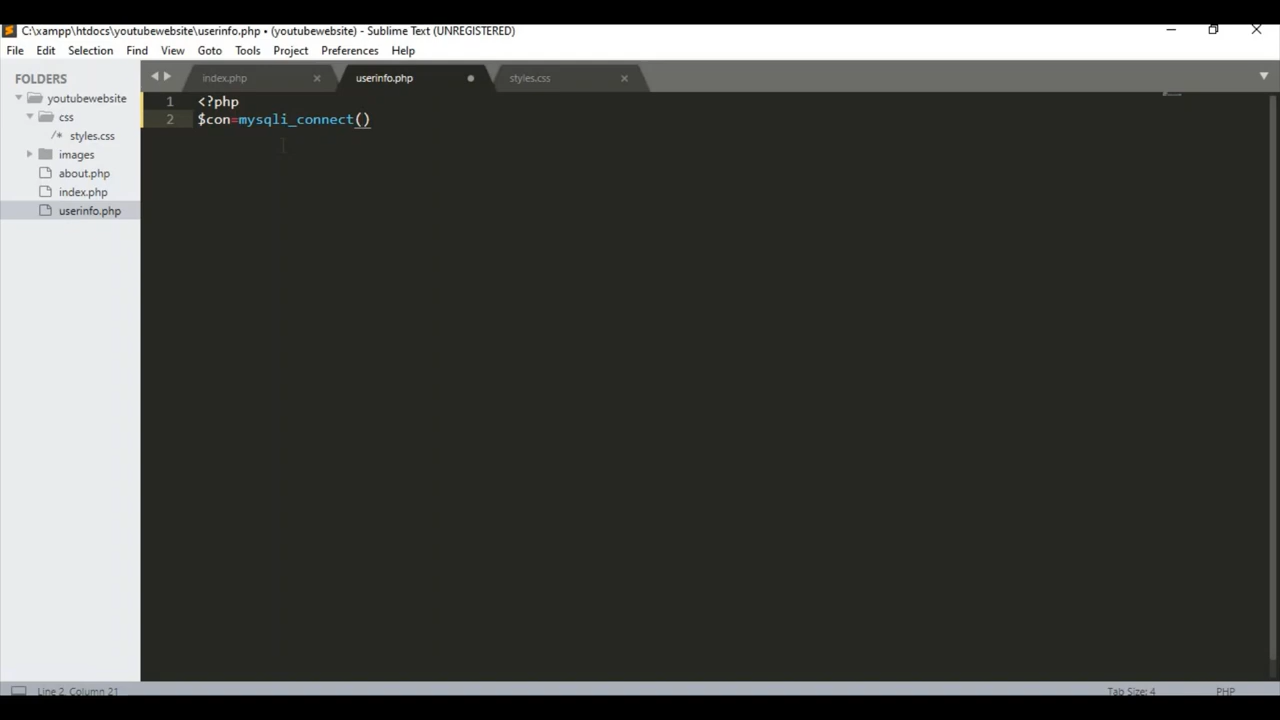 C:\xampp\htdocs\youtubewebsite\userinfo.php • (youtubewebsite) - Sublime Text (UNREGISTERED)
File Edit Selection Find View Goto Tools Project Preferences Help
FOLDERS
youtubewebsite
css
/* styles.css
images
about.php
index.php
userinfo.php
index.php userinfo.php styles.css
1 <?php
2 $con=mysqli_connect()
Line 2, Column 21 Tab Size: 4 PHP